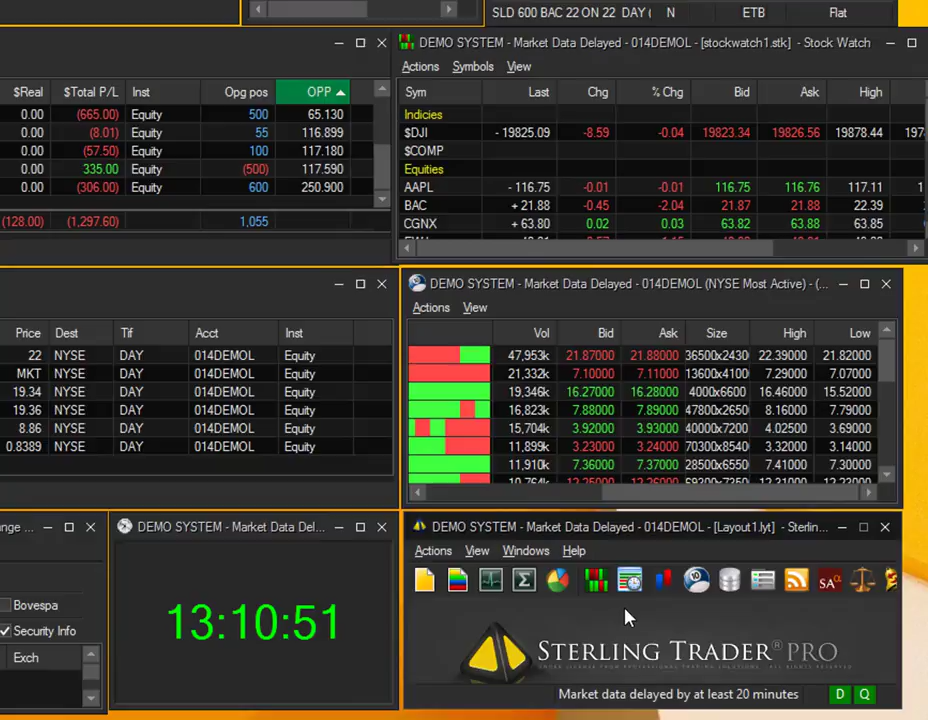 SLD 600 BAC 22 ON 22 DAY ( N ETB Flat
DEMO SYSTEM - Market Data Delayed - 014DEMOL - [stockwatch1.stk] - Stock Watch
Actions Symbols View
$Real $Total P/L Inst Opg pos OPP
0.00 (665.00) Equity 500 65.130
0.00 (8.01) Equity 55 116.899
0.00 (57.50) Equity 100 117.180
0.00 335.00 Equity (500) 117.590
0.00 (306.00) Equity 600 250.900
(128.00) (1,297.60) 1,055
Sym Last Chg % Chg Bid Ask High
Indicies
$DJI - 19825.09 -8.59 -0.04 19823.34 19826.56 19878.44 197
$COMP
Equities
AAPL - 116.75 -0.01 -0.01 116.75 116.76 117.11 1
BAC + 21.88 -0.45 -2.04 21.87 21.88 22.39
CGNX + 63.80 0.02 0.03 63.82 63.88 63.85
DEMO SYSTEM - Market Data Delayed - 014DEMOL (NYSE Most Active) - (...
Actions View
Price Dest Tif Acct Inst
22 NYSE DAY 014DEMOL Equity
MKT NYSE DAY 014DEMOL Equity
19.34 NYSE DAY 014DEMOL Equity
19.36 NYSE DAY 014DEMOL Equity
8.86 NYSE DAY 014DEMOL Equity
0.8389 NYSE DAY 014DEMOL Equity
Vol Bid Ask Size High Low
47,953k 21.87000 21.88000 36500x2430 22.39000 21.82000
21,332k 7.10000 7.11000 13600x4100 7.29000 7.07000
19,346k 16.27000 16.28000 4000x6600 16.46000 15.52000
16,823k 7.88000 7.89000 47800x2650 8.16000 7.79000
15,704k 3.92000 3.93000 40000x7200 4.02500 3.69000
11,899k 3.23000 3.24000 70300x8540 3.32000 3.14000
11,910k 7.36000 7.37000 28500x6550 7.41000 7.30000
nge ...
Bovespa
Security Info
Exch
DEMO SYSTEM - Market Data Del...
13:10:51
DEMO SYSTEM - Market Data Delayed - 014DEMOL - [Layout1.lyt] - Sterlin...
Actions View Windows Help
SA α
STERLING TRADER® PRO
Market data delayed by at least 20 minutes D Q